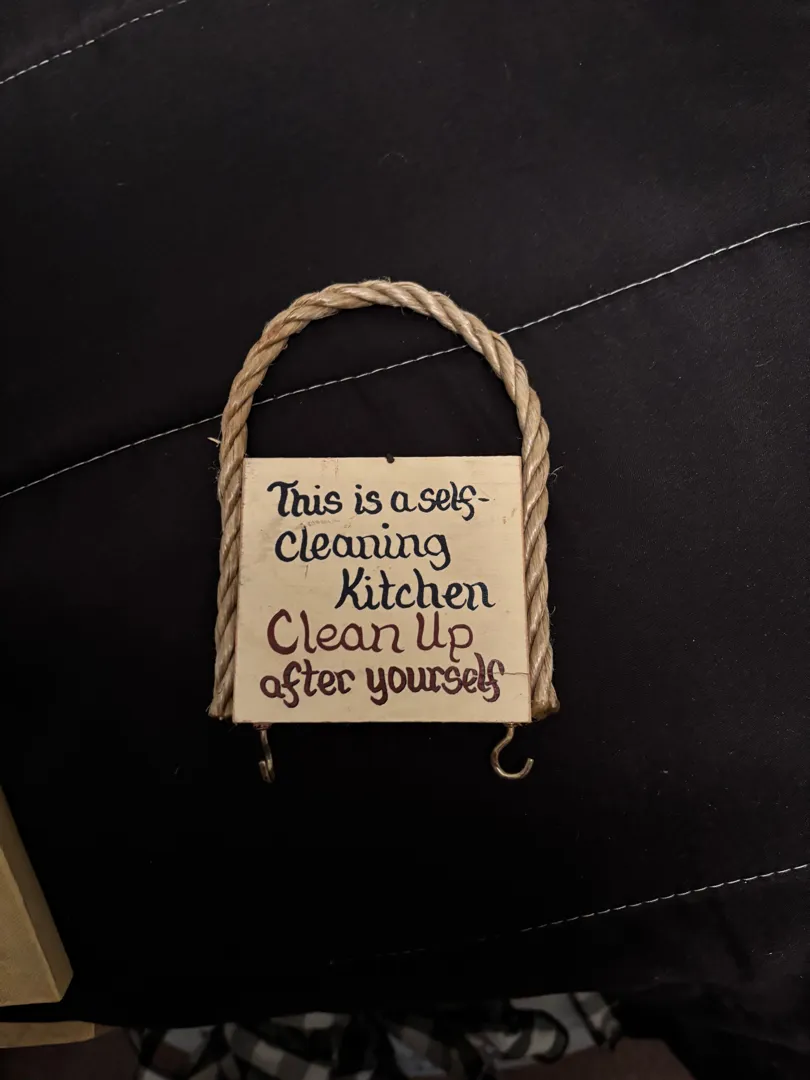 This is a self-
cleaning
Kitchen
Clean Up
after yourself